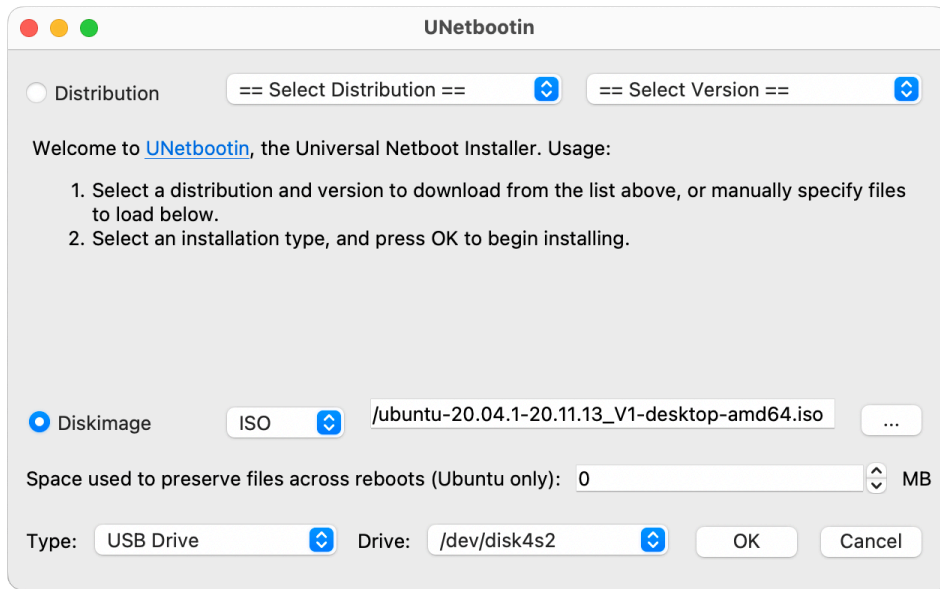 UNetbootin
Distribution == Select Distribution == == Select Version ==
Welcome to UNetbootin, the Universal Netboot Installer. Usage:
1. Select a distribution and version to download from the list above, or manually specify files
to load below.
2. Select an installation type, and press OK to begin installing.
Diskimage ISO /ubuntu-20.04.1-20.11.13_V1-desktop-amd64.iso ...
Space used to preserve files across reboots (Ubuntu only): 0 MB
Type: USB Drive Drive: /dev/disk4s2 OK Cancel